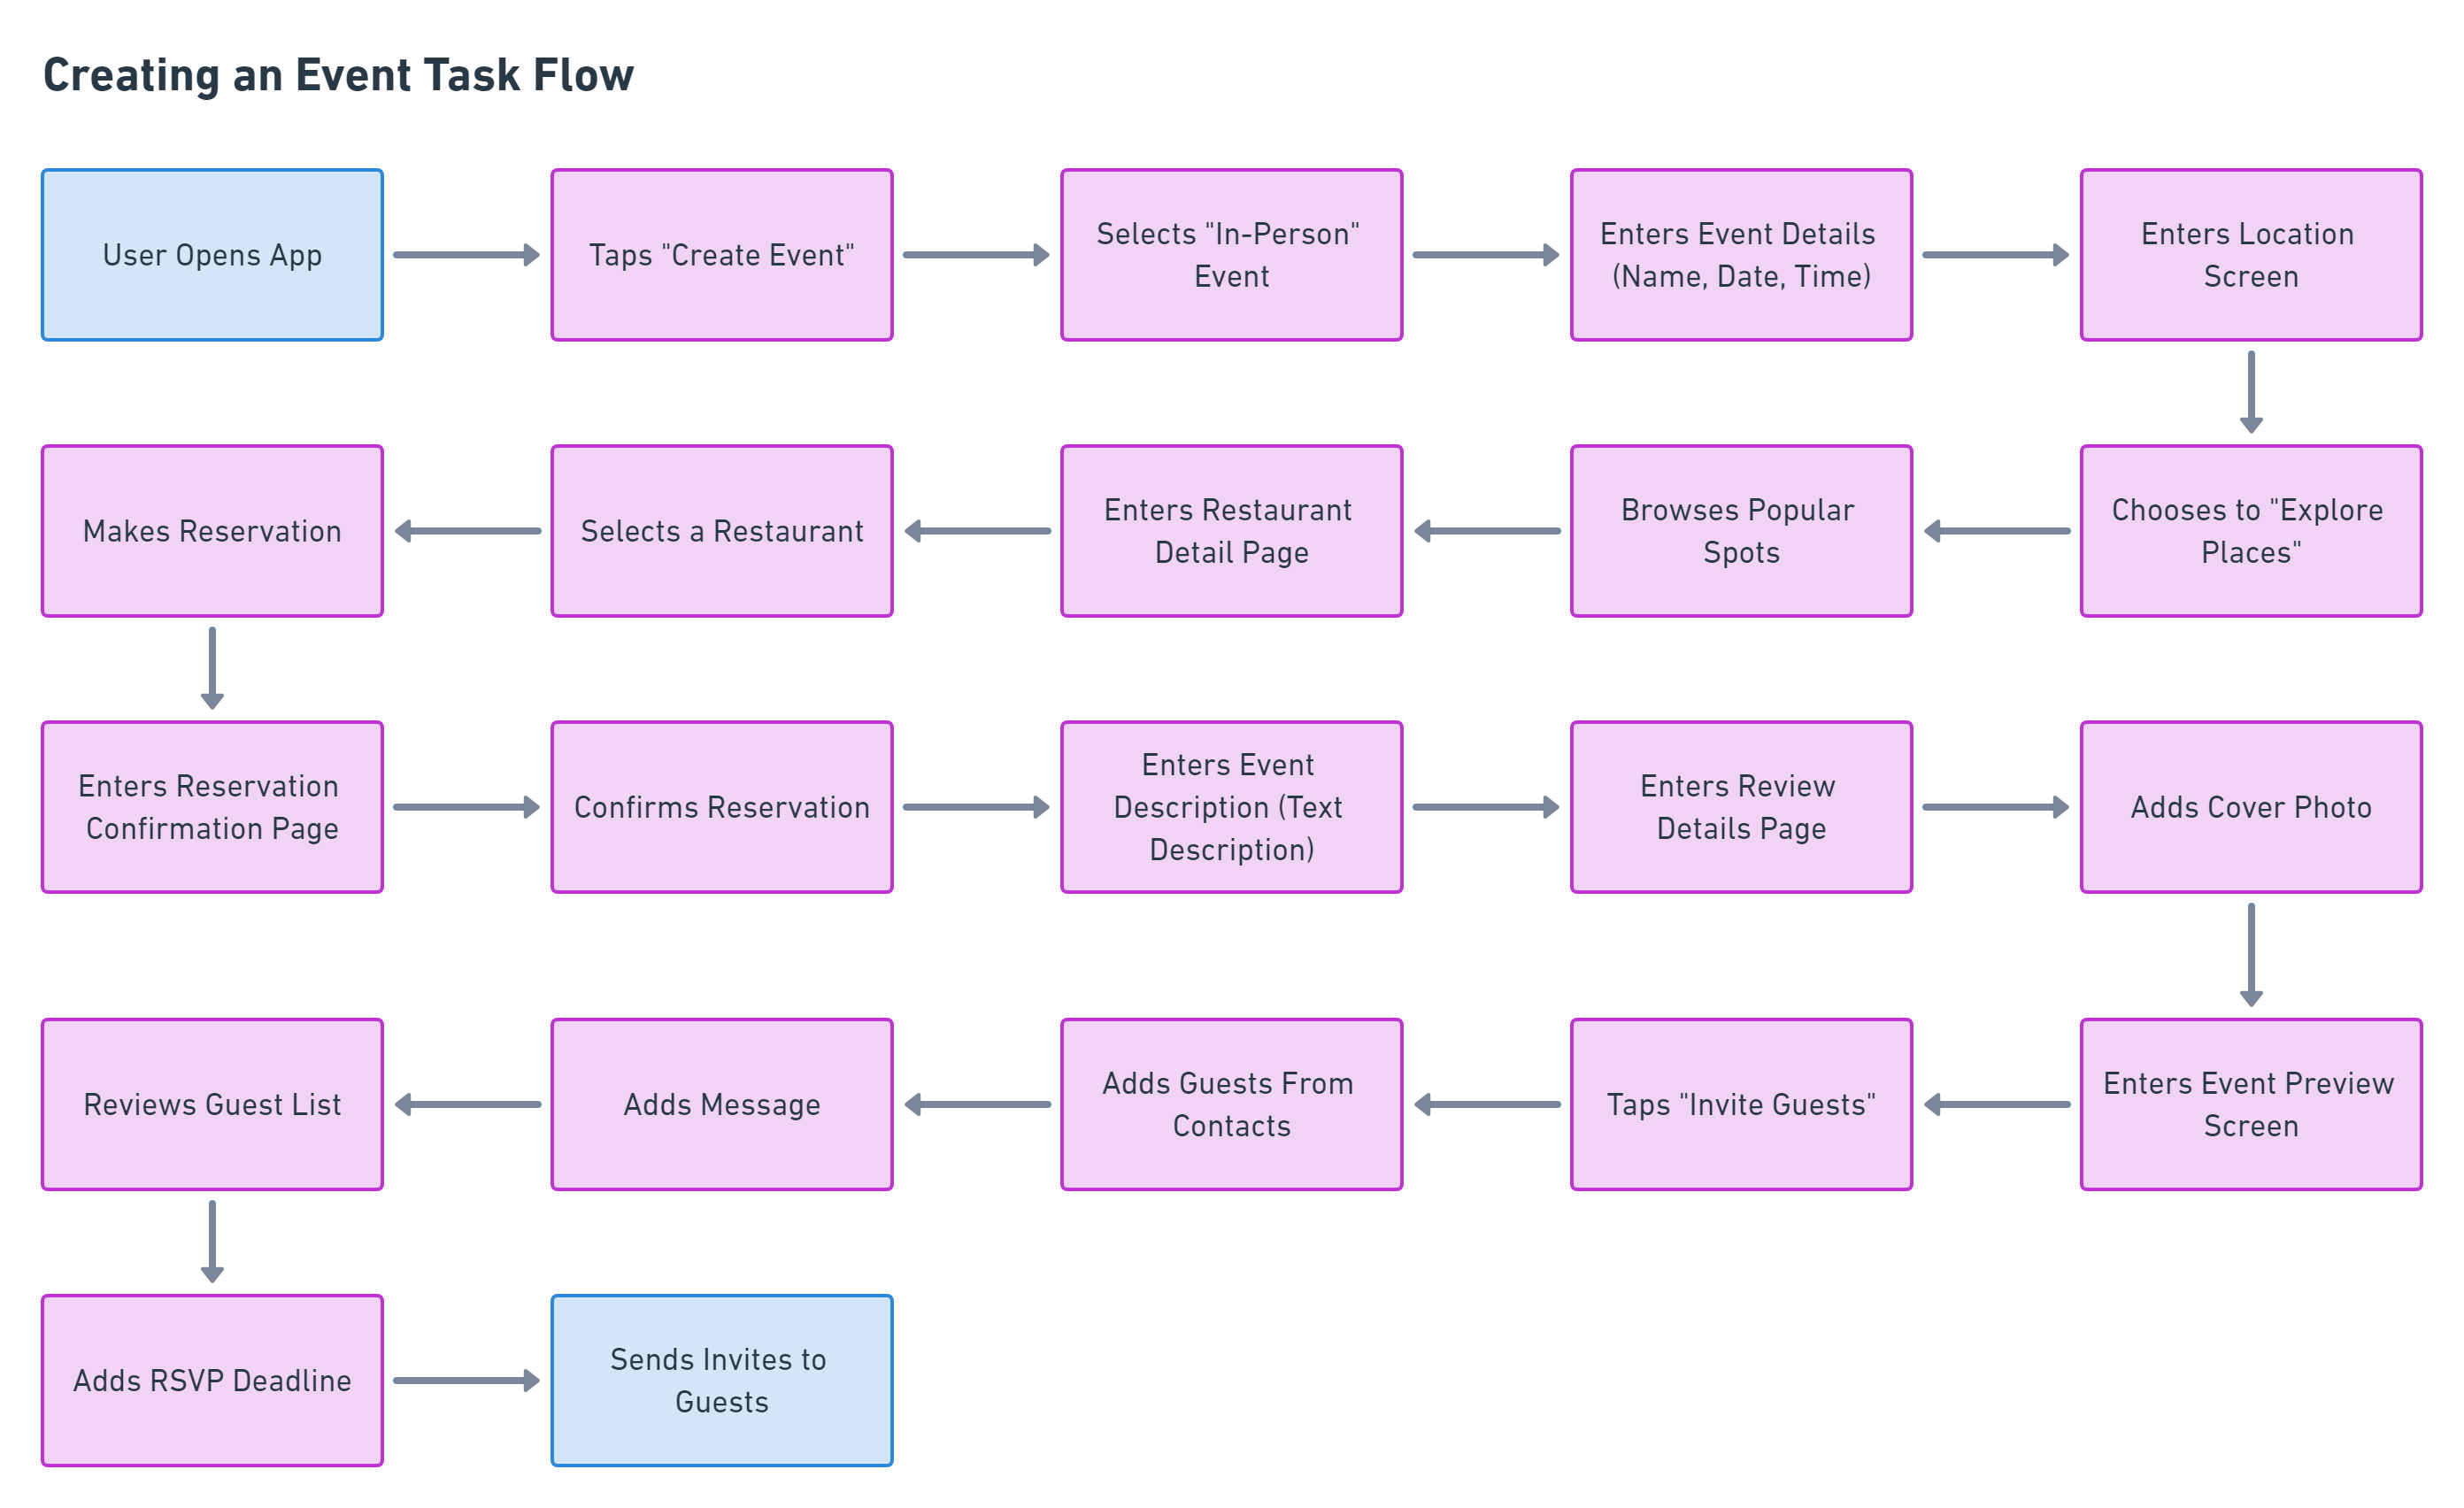 Creating an Event Task Flow
User Opens App
Taps "Create Event"
Selects "In-Person"
Event
Enters Event Details
(Name, Date, Time)
Enters Location
Screen
Chooses to "Explore
Places"
Browses Popular
Spots
Enters Restaurant
Detail Page
Selects a Restaurant
Makes Reservation
Enters Reservation
Confirmation Page
Confirms Reservation
Enters Event
Description (Text
Description)
Enters Review
Details Page
Adds Cover Photo
Enters Event Preview
Screen
Taps "Invite Guests"
Adds Guests From
Contacts
Adds Message
Reviews Guest List
Adds RSVP Deadline
Sends Invites to
Guests